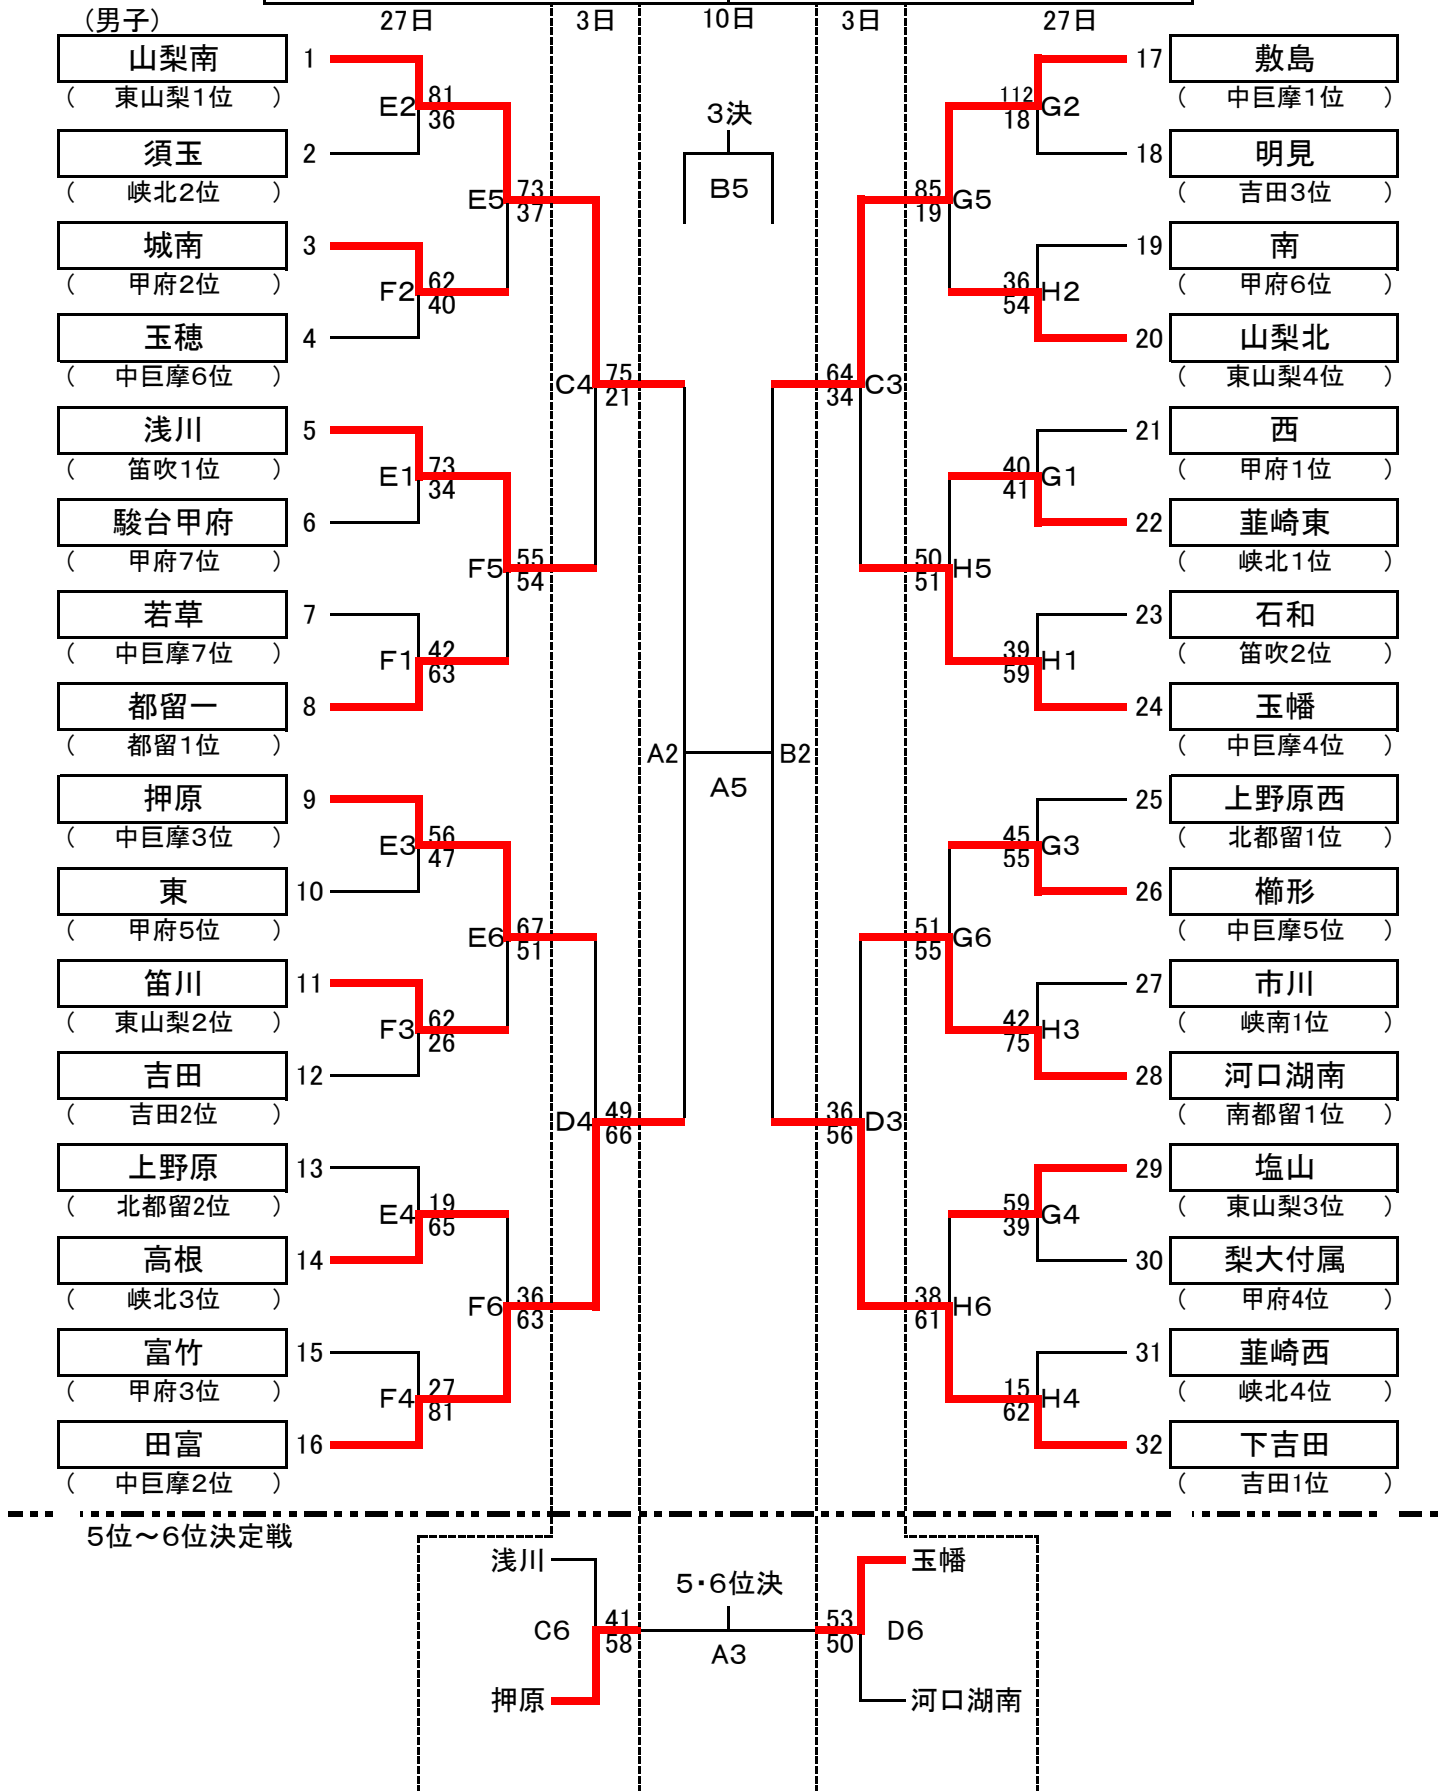 （男子）
27日 3日 10日 3日 27日
山梨南 1
（ 東山梨1位 ）
須玉 2
（ 峡北2位 ）
城南 3
（ 甲府2位 ）
玉穂 4
（ 中巨摩6位 ）
浅川 5
（ 笛吹1位 ）
駿台甲府 6
（ 甲府7位 ）
若草 7
（ 中巨摩7位 ）
都留一 8
（ 都留1位 ）
押原 9
（ 中巨摩3位 ）
東 10
（ 甲府5位 ）
笛川 11
（ 東山梨2位 ）
吉田 12
（ 吉田2位 ）
上野原 13
（ 北都留2位 ）
高根 14
（ 峡北3位 ）
富竹 15
（ 甲府3位 ）
田富 16
（ 中巨摩2位 ）
E2 81
36
F2 62
40
E1 73
34
F1 42
63
E3 56
47
F3 62
26
E4 19
65
F4 27
81
E5 73
37
F5 55
54
E6 67
51
F6 36
63
C4 75
21
D4 49
66
3決
B5
A2
A5
B2
64 C3
34
36 D3
56
85 G5
19
50 H5
51
51 G6
55
38 H6
61
112 G2
18
36 H2
54
40 G1
41
39 H1
59
45 G3
55
42 H3
75
59 G4
39
15 H4
62
17 敷島
（ 中巨摩1位 ）
18 明見
（ 吉田3位 ）
19 南
（ 甲府6位 ）
20 山梨北
（ 東山梨4位 ）
21 西
（ 甲府1位 ）
22 韮崎東
（ 峡北1位 ）
23 石和
（ 笛吹2位 ）
24 玉幡
（ 中巨摩4位 ）
25 上野原西
（ 北都留1位 ）
26 櫛形
（ 中巨摩5位 ）
27 市川
（ 峡南1位 ）
28 河口湖南
（ 南都留1位 ）
29 塩山
（ 東山梨3位 ）
30 梨大付属
（ 甲府4位 ）
31 韮崎西
（ 峡北4位 ）
32 下吉田
（ 吉田1位 ）
5位～6位決定戦
浅川
C6 41
58
押原
5・6位決
A3
玉幡
53 D6
50
河口湖南